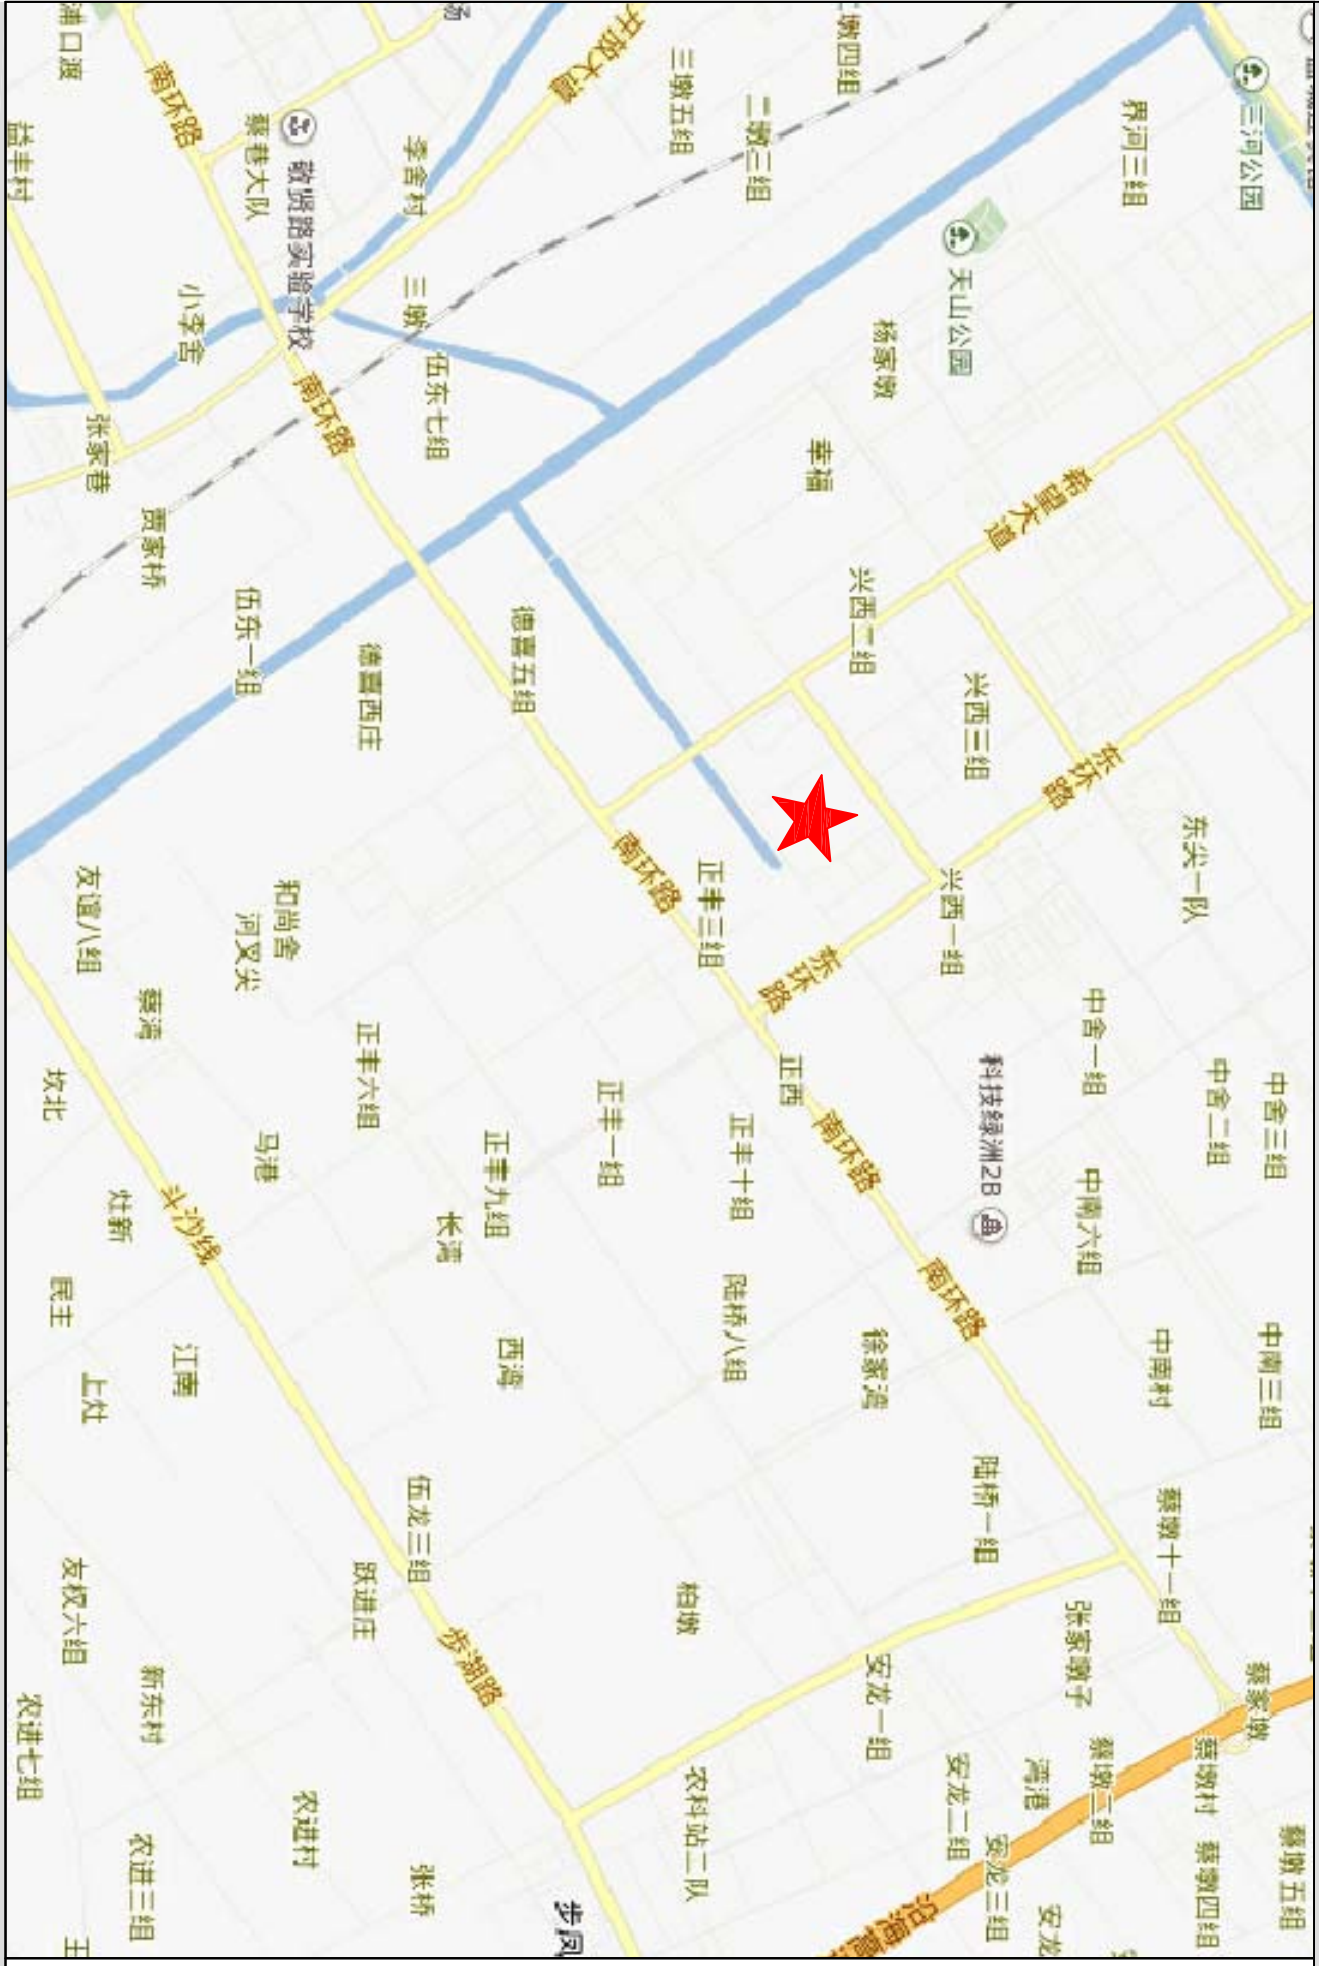 浦口渡
南环路
益丰村
蔡巷大队
敬贤路实验学校
李舍村
开放大道
三墩五组
二墩三组
二墩四组
界河三组
三河公园
天山公园
杨家墩
幸福
小李舍
三墩
伍东七组
南环路
张家巷
贾家桥
希望大道
伍东一组
德喜西庄
德喜五组
兴西二组
兴西三组
东环路
东尖一队
南环路
正丰三组
兴西一组
东环路
友谊八组
和尚舍
河叉尖
蔡湾
坎北
正丰六组
马港
正丰一组
正丰九组
长湾
正西
正丰十组
南环路
科技绿洲2B
中舍一组
中舍二组
中舍三组
中南六组
灶新
斗沙线
民主
江南
上灶
西湾
陆桥八组
南环路
徐家湾
中南村
中南三组
伍龙三组
陆桥一组
蔡墩十一组
友权六组
跃进庄
柏墩
张家墩子
步湖路
新东村
农进七组
安龙一组
蔡家墩
蔡墩村
蔡墩二组
湾港
安龙二组
农科站二队
农进村
农进三组
张桥
安龙三组
蔡墩四组
蔡墩五组
安龙
步凤
王